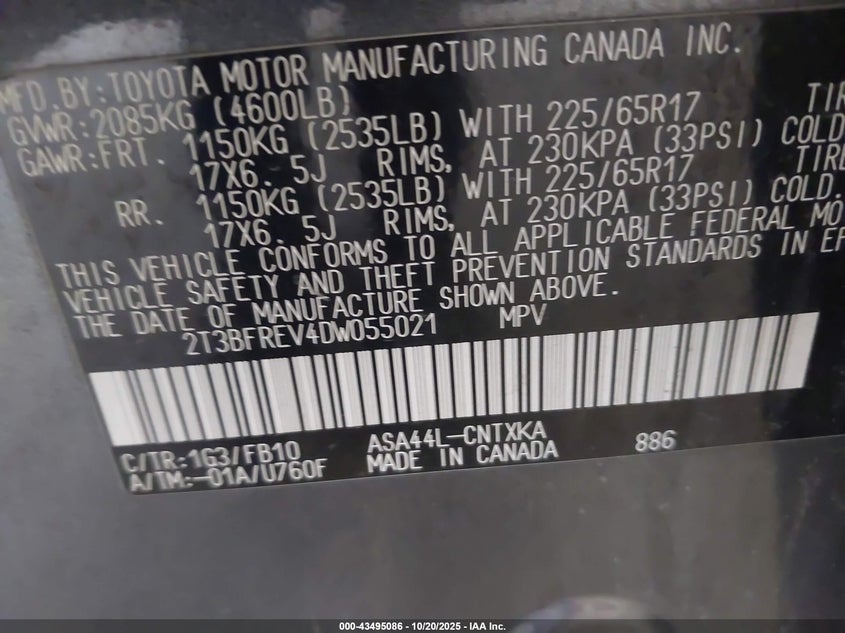 MFD. BY: TOYOTA MOTOR MANUFACTURING CANADA INC.
GVWR: 2085KG (4600LB)
GAWR: FRT. 1150KG (2535LB) WITH 225/65R17 TIR
17X6. 5J RIMS, AT 230KPA (33PSI) COLD
RR. 1150KG (2535LB) WITH 225/65R17 TIRE
17X6. 5J RIMS, AT 230KPA (33PSI) COLD.
THIS VEHICLE CONFORMS TO ALL APPLICABLE FEDERAL MO
VEHICLE SAFETY AND THEFT PREVENTION STANDARDS IN EF
THE DATE OF MANUFACTURE SHOWN ABOVE.
2T3BFREV4DW055021 MPV
C/TR:1G3/FB10 ASA44L-CNTXKA 886
A/TM:-01A/U760F MADE IN CANADA
000-43495086 - 10/20/2025 - IAA Inc.